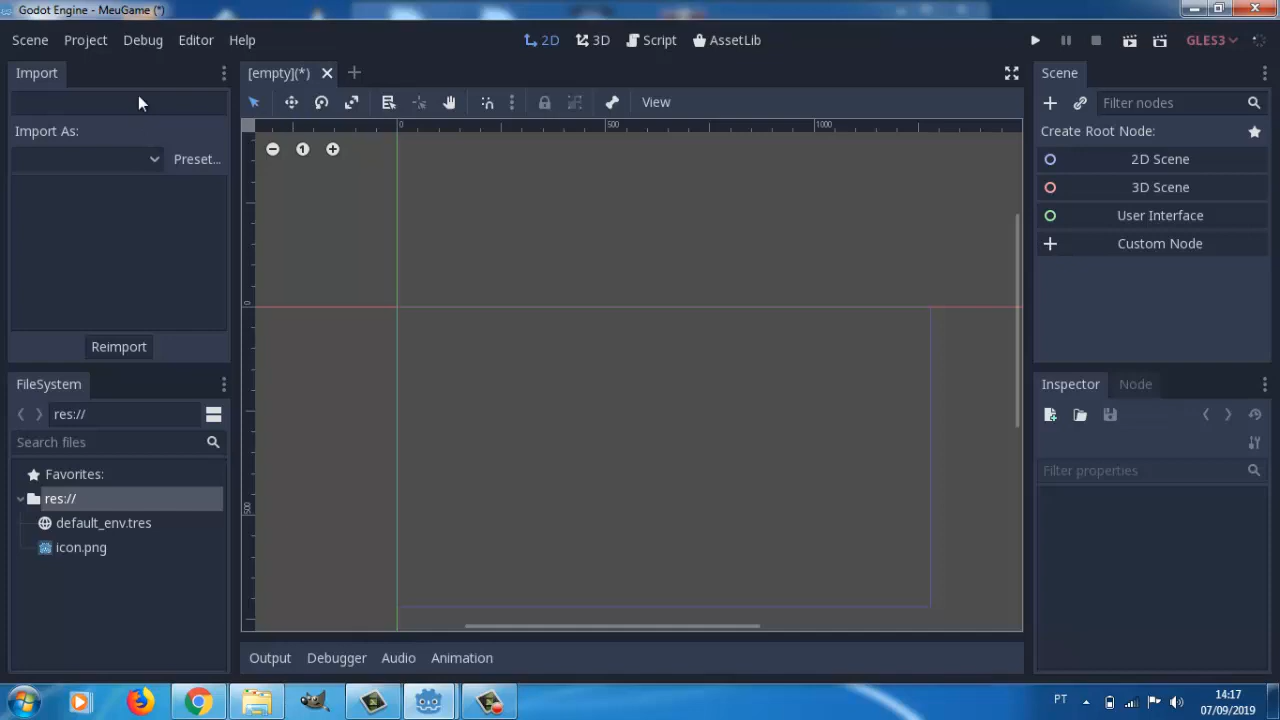 Godot Engine - MeuGame (*)
Scene Project Debug Editor Help
2D 3D Script AssetLib
GLES3
Import
[empty](*)
Scene
View
Filter nodes
Import As:
Create Root Node:
Preset...
2D Scene
3D Scene
User Interface
Custom Node
0
500
1000
0
500
Reimport
FileSystem
Inspector Node
res://
Search files
Filter properties
Favorites:
res://
default_env.tres
icon.png
Output Debugger Audio Animation
PT
14:17
07/09/2019